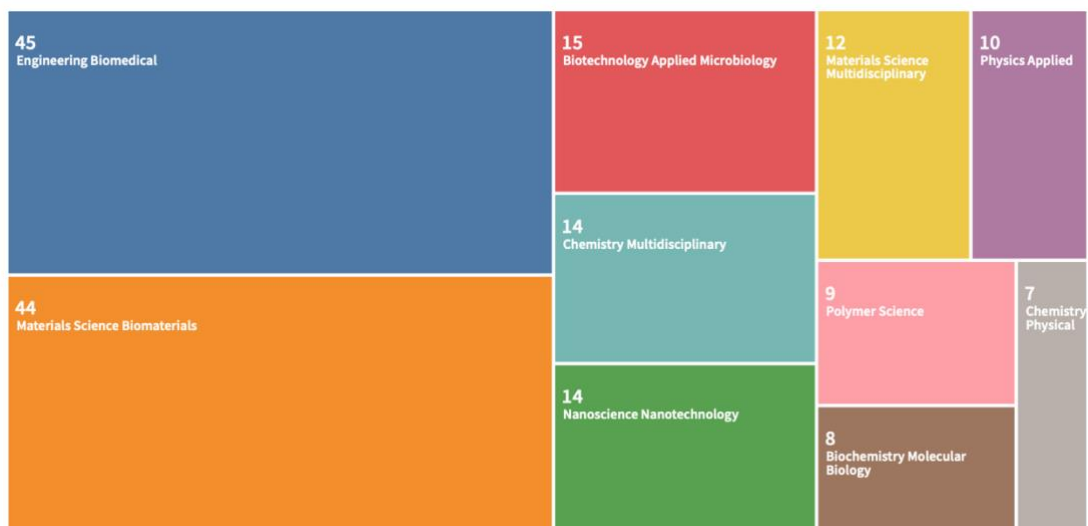 45
Engineering Biomedical
44
Materials Science Biomaterials
15
Biotechnology Applied Microbiology
14
Chemistry Multidisciplinary
14
Nanoscience Nanotechnology
12
Materials Science
Multidisciplinary
10
Physics Applied
9
Polymer Science
7
Chemistry
Physical
8
Biochemistry Molecular
Biology